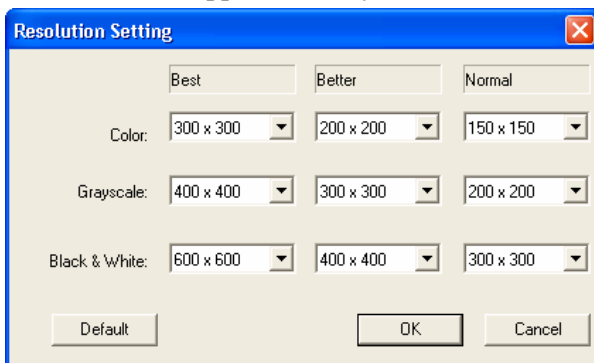 Resolution Setting
Best Better Normal
Color: 300 x 300 200 x 200 150 x 150
Grayscale: 400 x 400 300 x 300 200 x 200
Black & White: 600 x 600 400 x 400 300 x 300
Default OK Cancel